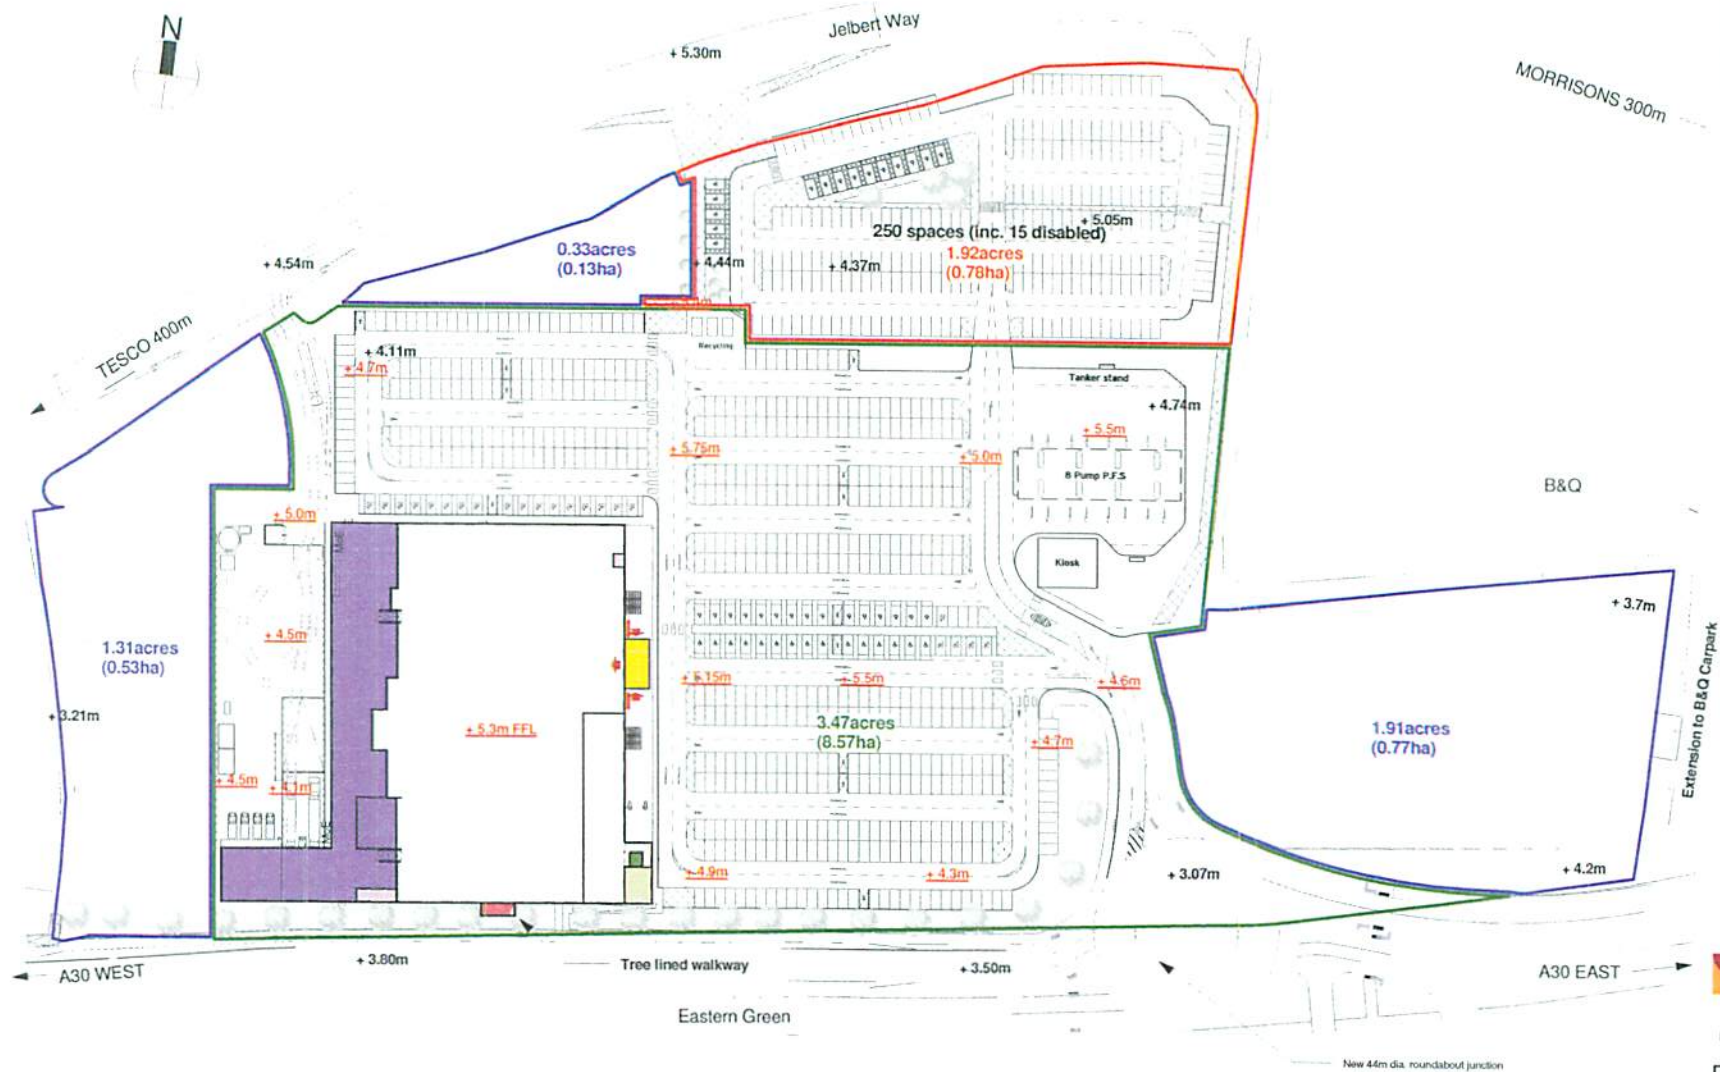 N
Jelbert Way
+ 5.30m
MORRISONS 300m
250 spaces (inc. 15 disabled)
+ 5.05m
1.92acres
(0.78ha)
+ 4.44m
+ 4.37m
0.33acres
(0.13ha)
+ 4.54m
TESCO 400m
+ 4.11m
+ 4.7m
Recycling
Tanker stand
+ 4.74m
+ 5.5m
+ 5.75m
+ 5.0m
8 Pump P.F.S
B&Q
+ 5.0m
Kiosk
+ 3.7m
+ 4.5m
1.31acres
(0.53ha)
+ 5.15m
+ 5.5m
+ 4.6m
Extension to B&Q Carpark
+ 3.21m
+ 5.3m FFL
3.47acres
(8.57ha)
+ 4.7m
1.91acres
(0.77ha)
+ 4.5m
+ 4.1m
+ 4.9m
+ 4.3m
+ 3.07m
+ 4.2m
A30 WEST
+ 3.80m
Tree lined walkway
+ 3.50m
A30 EAST
Eastern Green
New 44m dia. roundabout junction